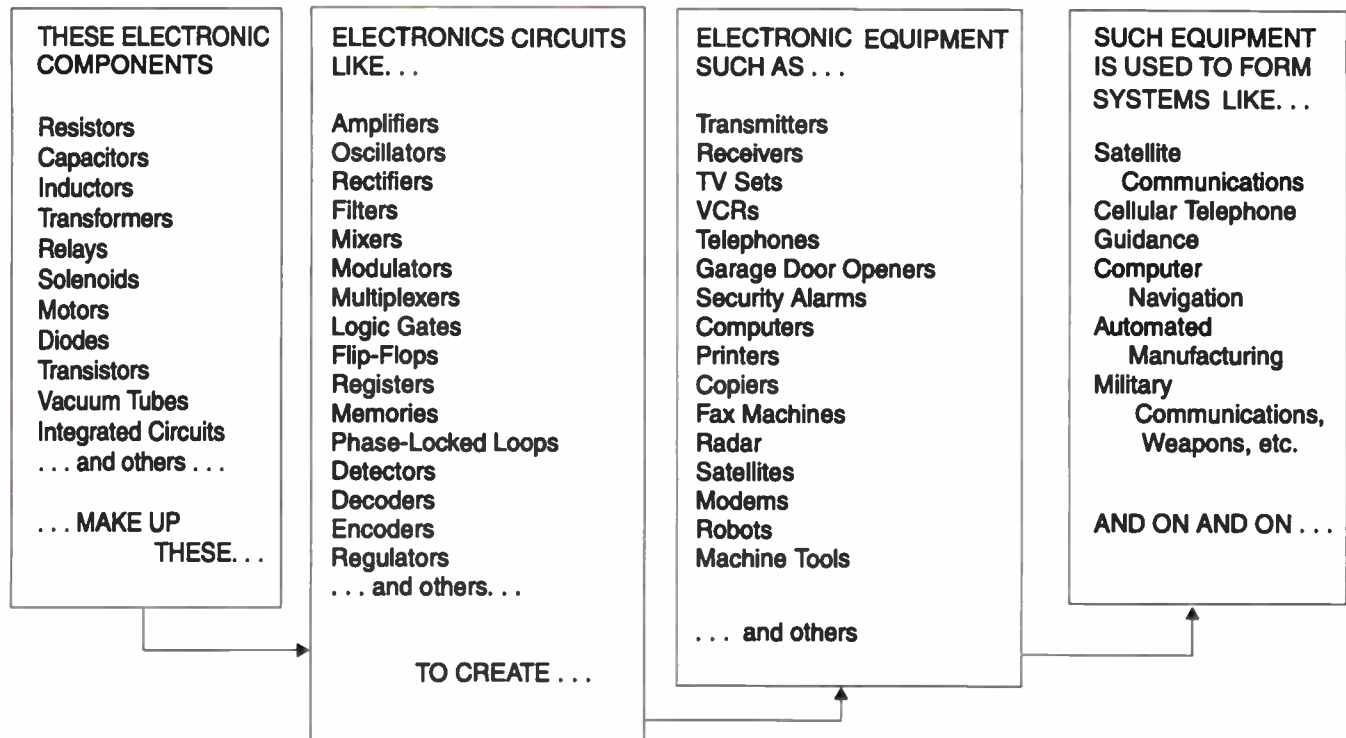 THESE ELECTRONIC
COMPONENTS
Resistors
Capacitors
Inductors
Transformers
Relays
Solenoids
Motors
Diodes
Transistors
Vacuum Tubes
Integrated Circuits
. . . and others . . .
. . . MAKE UP
THESE. . .
ELECTRONICS CIRCUITS
LIKE. . .
Amplifiers
Oscillators
Rectifiers
Filters
Mixers
Modulators
Multiplexers
Logic Gates
Flip-Flops
Registers
Memories
Phase-Locked Loops
Detectors
Decoders
Encoders
Regulators
. . . and others. . .
TO CREATE . . .
ELECTRONIC EQUIPMENT
SUCH AS . . .
Transmitters
Receivers
TV Sets
VCRs
Telephones
Garage Door Openers
Security Alarms
Computers
Printers
Copiers
Fax Machines
Radar
Satellites
Modems
Robots
Machine Tools
. . . and others
SUCH EQUIPMENT
IS USED TO FORM
SYSTEMS LIKE. . .
Satellite
Communications
Cellular Telephone
Guidance
Computer
Navigation
Automated
Manufacturing
Military
Communications,
Weapons, etc.
AND ON AND ON . . .